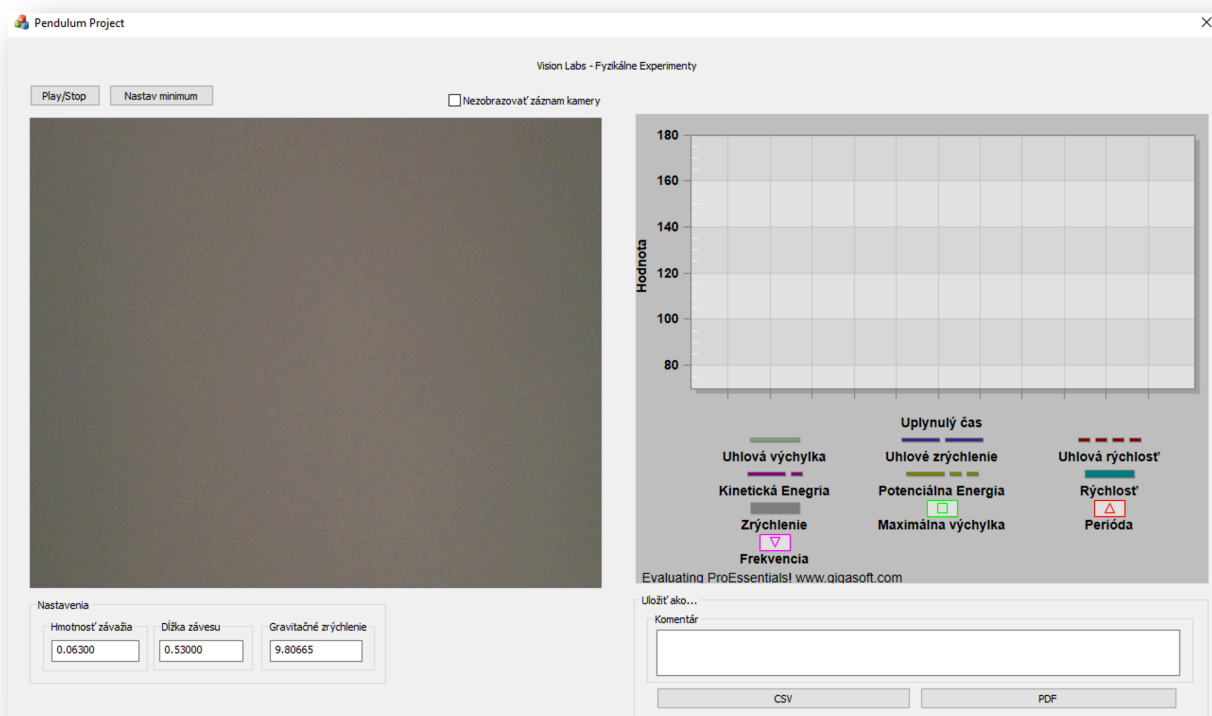 Pendulum Project
Vision Labs - Fyzikálne Experimenty
Play/Stop
Nastav minimum
Nezobrazovať záznam kamery
180
160
140
120
100
80
Hodnota
Uplynulý čas
Uhlová výchylka
Uhlové zrýchlenie
Uhlová rýchlosť
Kinetická Enegria
Potenciálna Energia
Rýchlosť
Zrýchlenie
Maximálna výchylka
Perióda
Frekvencia
Evaluating ProEssentials! www.gigasoft.com
Nastavenia
Hmotnosť závažia
Dĺžka závesu
Gravitačné zrýchlenie
0.06300
0.53000
9.80665
Uložiť ako...
Komentár
CSV
PDF